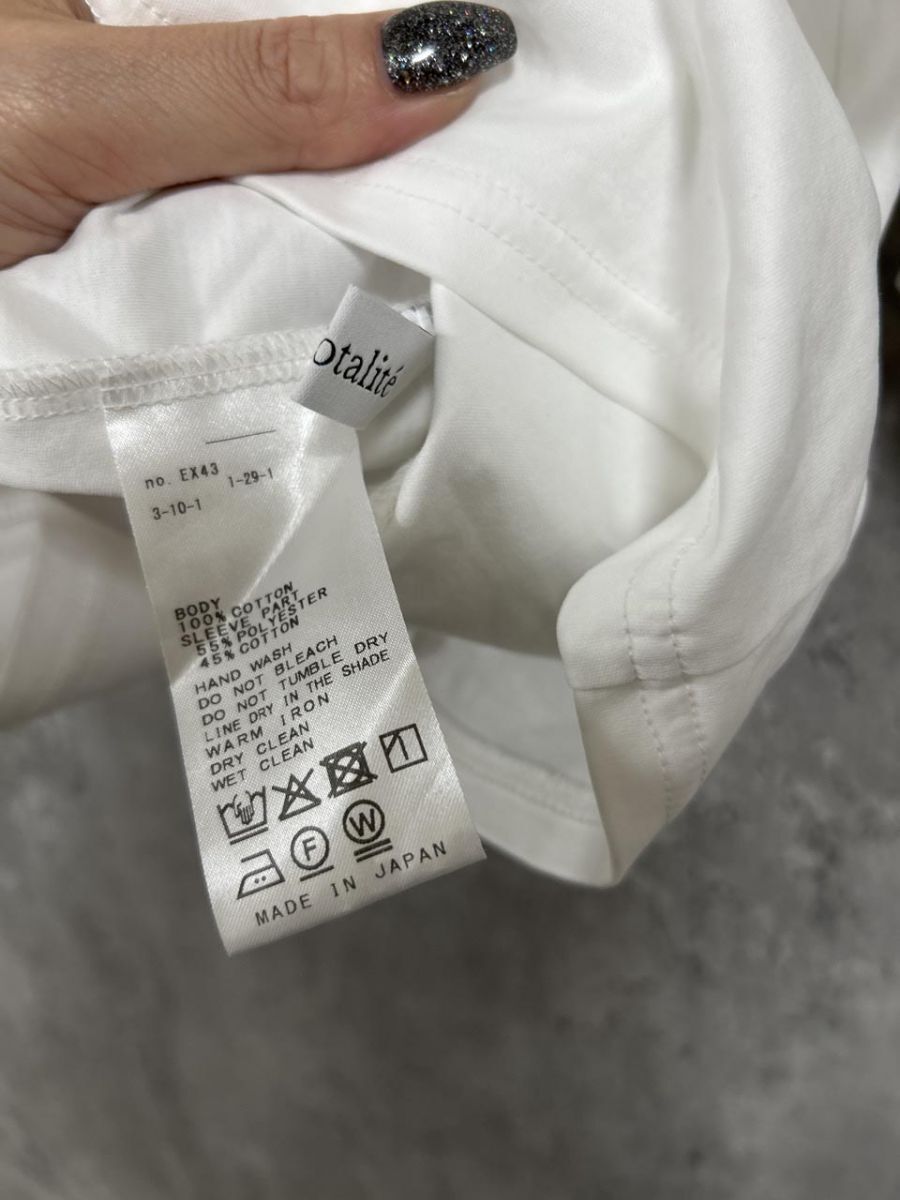 otalité
no. EX43
3-10-1 1-29-1
BODY
100% COTTON
SLEEVE PART
55% POLYESTER
45% COTTON
HAND WASH
DO NOT BLEACH
DO NOT TUMBLE DRY
LINE DRY IN THE SHADE
WARM IRON
DRY CLEAN
WET CLEAN
F W
MADE IN JAPAN